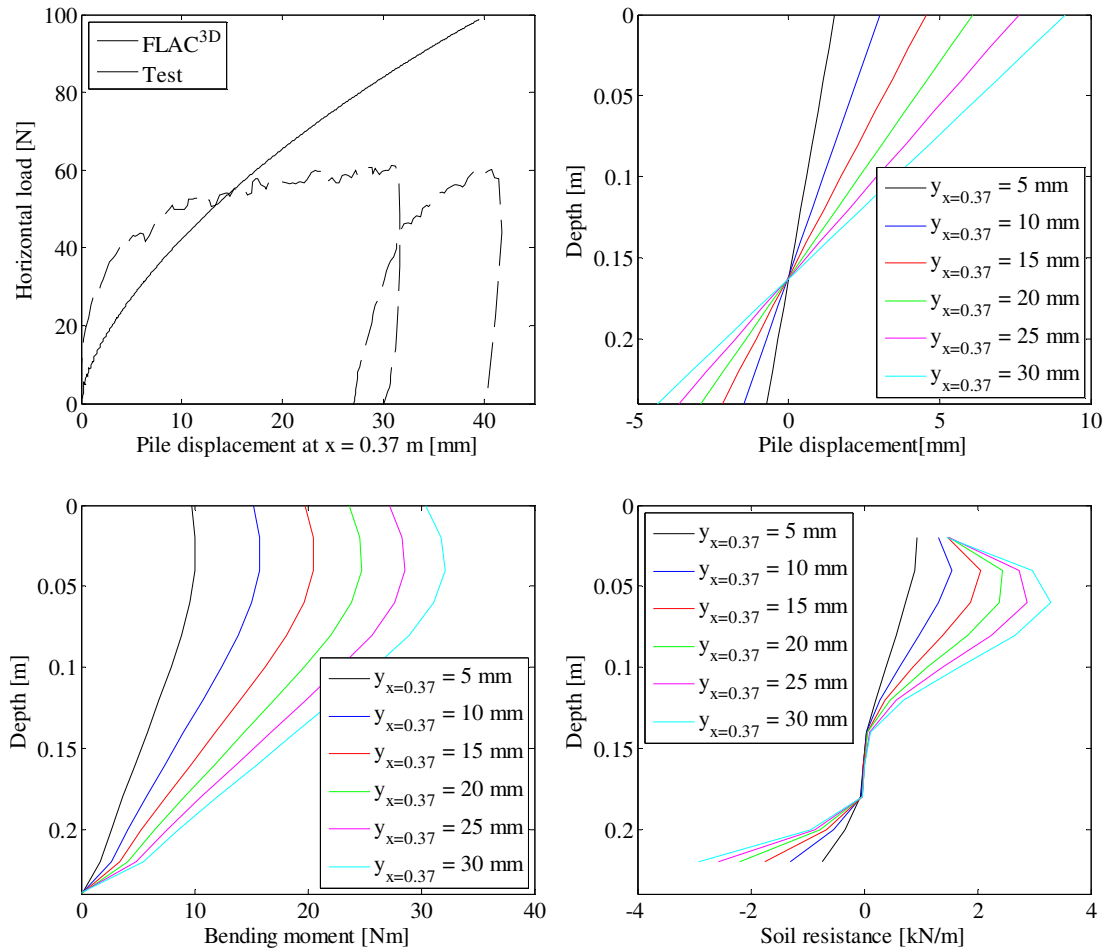 100
80
60
40
20
0
Horizontal load [N]
FLAC3D
Test
0 10 20 30 40
Pile displacement at x = 0.37 m [mm]
0
0.05
0.1
0.15
0.2
Depth [m]
yx=0.37 = 5 mm
yx=0.37 = 10 mm
yx=0.37 = 15 mm
yx=0.37 = 20 mm
yx=0.37 = 25 mm
yx=0.37 = 30 mm
-5 0 5 10
Pile displacement[mm]
0
0.05
0.1
0.15
0.2
Depth [m]
yx=0.37 = 5 mm
yx=0.37 = 10 mm
yx=0.37 = 15 mm
yx=0.37 = 20 mm
yx=0.37 = 25 mm
yx=0.37 = 30 mm
0 10 20 30 40
Bending moment [Nm]
0
0.05
0.1
0.15
0.2
Depth [m]
yx=0.37 = 5 mm
yx=0.37 = 10 mm
yx=0.37 = 15 mm
yx=0.37 = 20 mm
yx=0.37 = 25 mm
yx=0.37 = 30 mm
-4 -2 0 2 4
Soil resistance [kN/m]